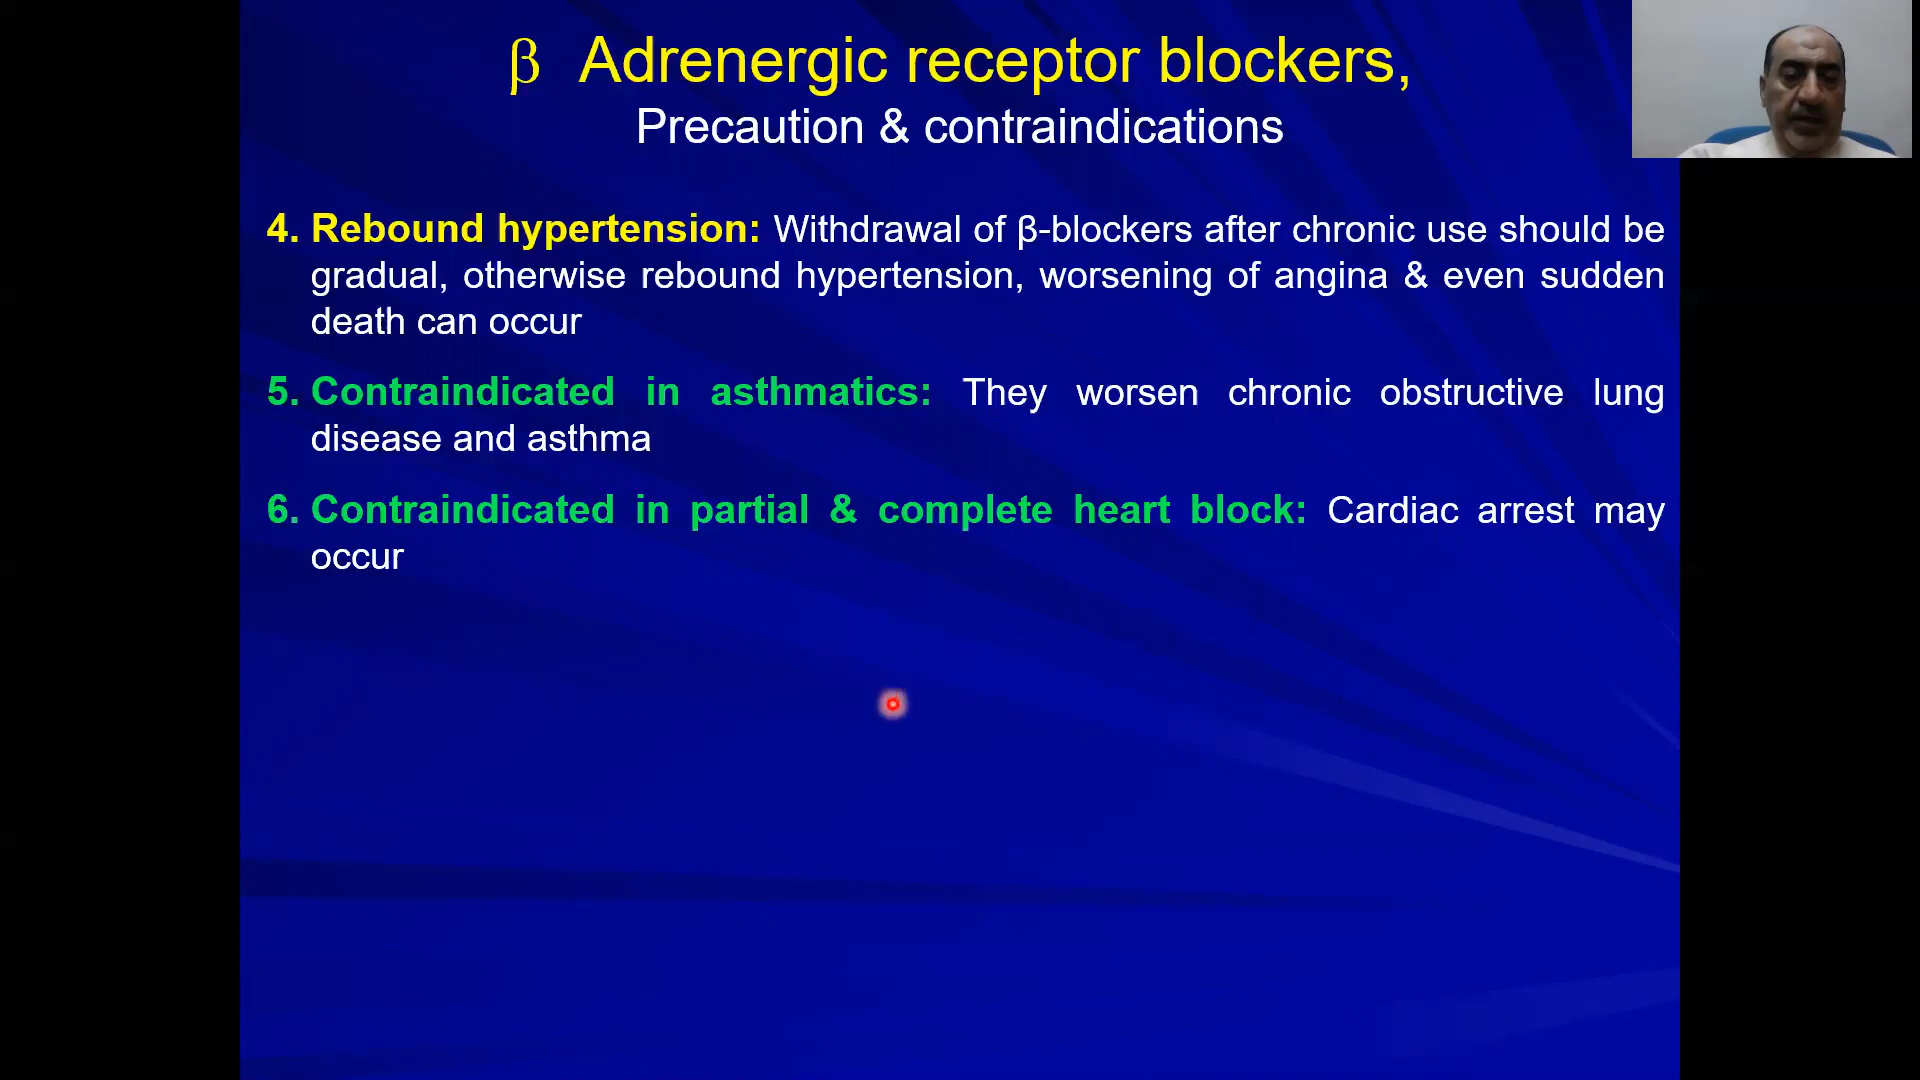 β Adrenergic receptor blockers,
Precaution & contraindications
4. Rebound hypertension: Withdrawal of β-blockers after chronic use should be
gradual, otherwise rebound hypertension, worsening of angina & even sudden
death can occur
5. Contraindicated in asthmatics: They worsen chronic obstructive lung
disease and asthma
6. Contraindicated in partial & complete heart block: Cardiac arrest may
occur